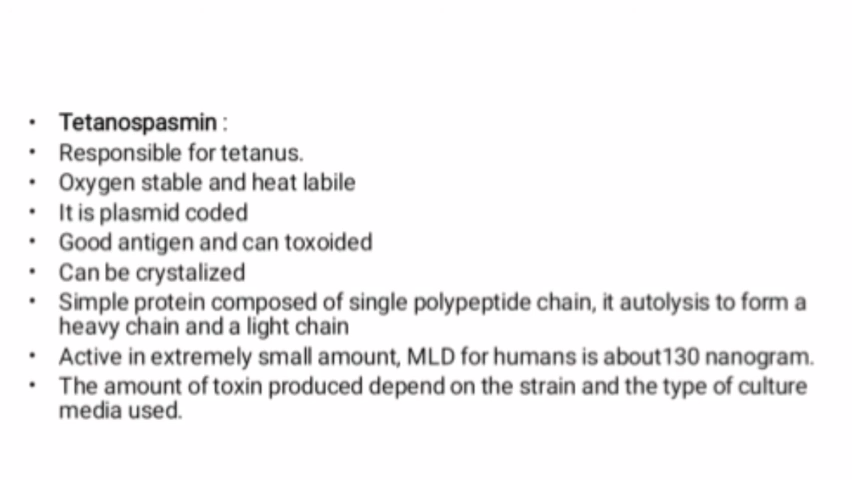 • Tetanospasmin :
• Responsible for tetanus.
• Oxygen stable and heat labile
• It is plasmid coded
• Good antigen and can toxoided
• Can be crystalized
• Simple protein composed of single polypeptide chain, it autolysis to form a
heavy chain and a light chain
• Active in extremely small amount, MLD for humans is about130 nanogram.
• The amount of toxin produced depend on the strain and the type of culture
media used.